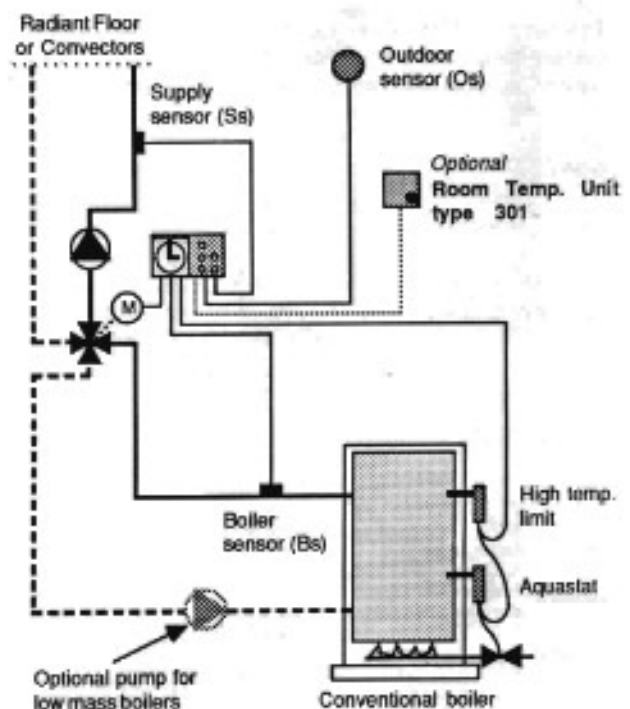 Radiant Floor
or Convectors
Outdoor
sensor (Os)
Supply
sensor (Ss)
Optional
Room Temp. Unit
type 301
M
High temp.
limit
Boiler
sensor (Bs)
Aquastat
Optional pump for
low mass boilers
Conventional boiler